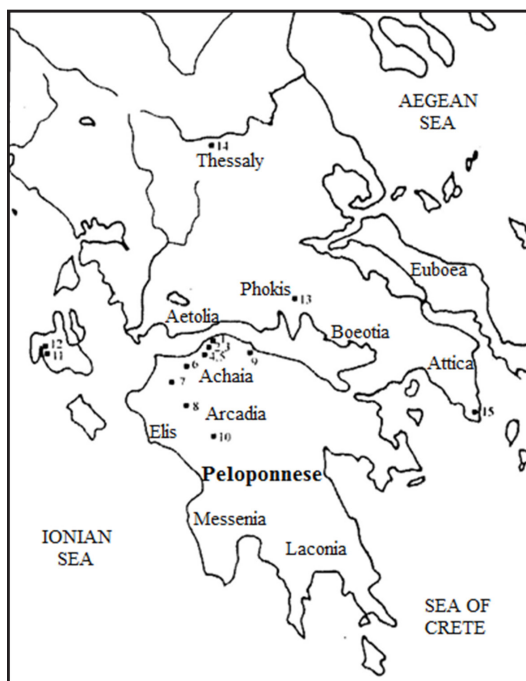 AEGEAN
SEA
14
Thessaly
Euboea
Phokis
13
Aetolia
Boeotia
Attica
12
11
1
4,5
9
6
Achaia
7
8
Arcadia
15
Elis
10
Peloponnese
Messenia
IONIAN
SEA
Laconia
SEA OF
CRETE